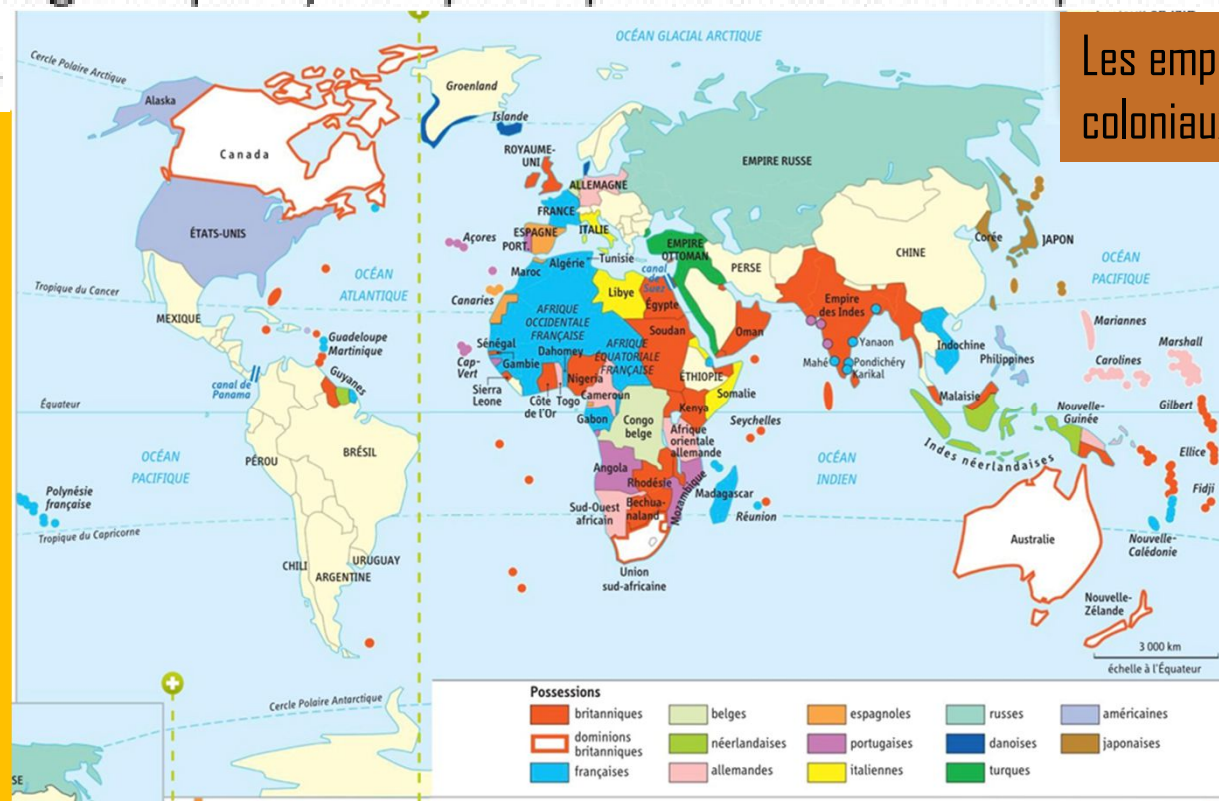 Les emp
coloniau
OCÉAN GLACIAL ARCTIQUE
Cercle Polaire Arctique
Groenland
Alaska
Islande
Canada
ROYAUME-
UNI
EMPIRE RUSSE
ALLEMAGNE
FRANCE
ÉTATS-UNIS
ITALIE
ESPAGNE
PORT.
Açores
EMPIRE
OTTOMAN
Corée
JAPON
CHINE
PERSE
Algérie
Tunisie
Maroc
canal
de
Suez
OCÉAN
ATLANTIQUE
OCÉAN
PACIFIQUE
Tropique du Cancer
Canaries
Libye
Égypte
Empire
des Indes
MEXIQUE
AFRIQUE
OCCIDENTALE
FRANÇAISE
Soudan
Oman
Mariannes
Guadeloupe
Martinique
Sénégal
Gambie
Dahomey
AFRIQUE
ÉQUATORIALE
FRANÇAISE
Yanaon
Indochine
Marshall
Cap-
Vert
Mahé
Pondichéry
Karikal
Philippines
Carolines
canal de
Panama
Guyanes
Sierra
Leone
Côte
de l'Or
Togo
Nigeria
Cameroun
ÉTHIOPIE
Somalie
Malaisie
Équateur
Gabon
Congo
belge
Kenya
Seychelles
Nouvelle-
Guinée
Gilbert
Afrique
orientale
allemande
Indes néerlandaises
BRÉSIL
PÉROU
OCÉAN
PACIFIQUE
OCÉAN
INDIEN
Ellice
Angola
Rhodésie
Mozambique
Madagascar
Fidji
Polynésie
française
Sud-Ouest
africain
Bechua-
naland
Réunion
Tropique du Capricorne
Australie
Nouvelle-
Calédonie
CHILI
URUGUAY
ARGENTINE
Union
sud-africaine
Nouvelle-
Zélande
3 000 km
échelle à l'Équateur
Cercle Polaire Antarctique
SE
Possessions
britanniques
dominions
britanniques
françaises
belges
néerlandaises
allemandes
espagnoles
portugaises
italiennes
russes
danoises
turques
américaines
japonaises